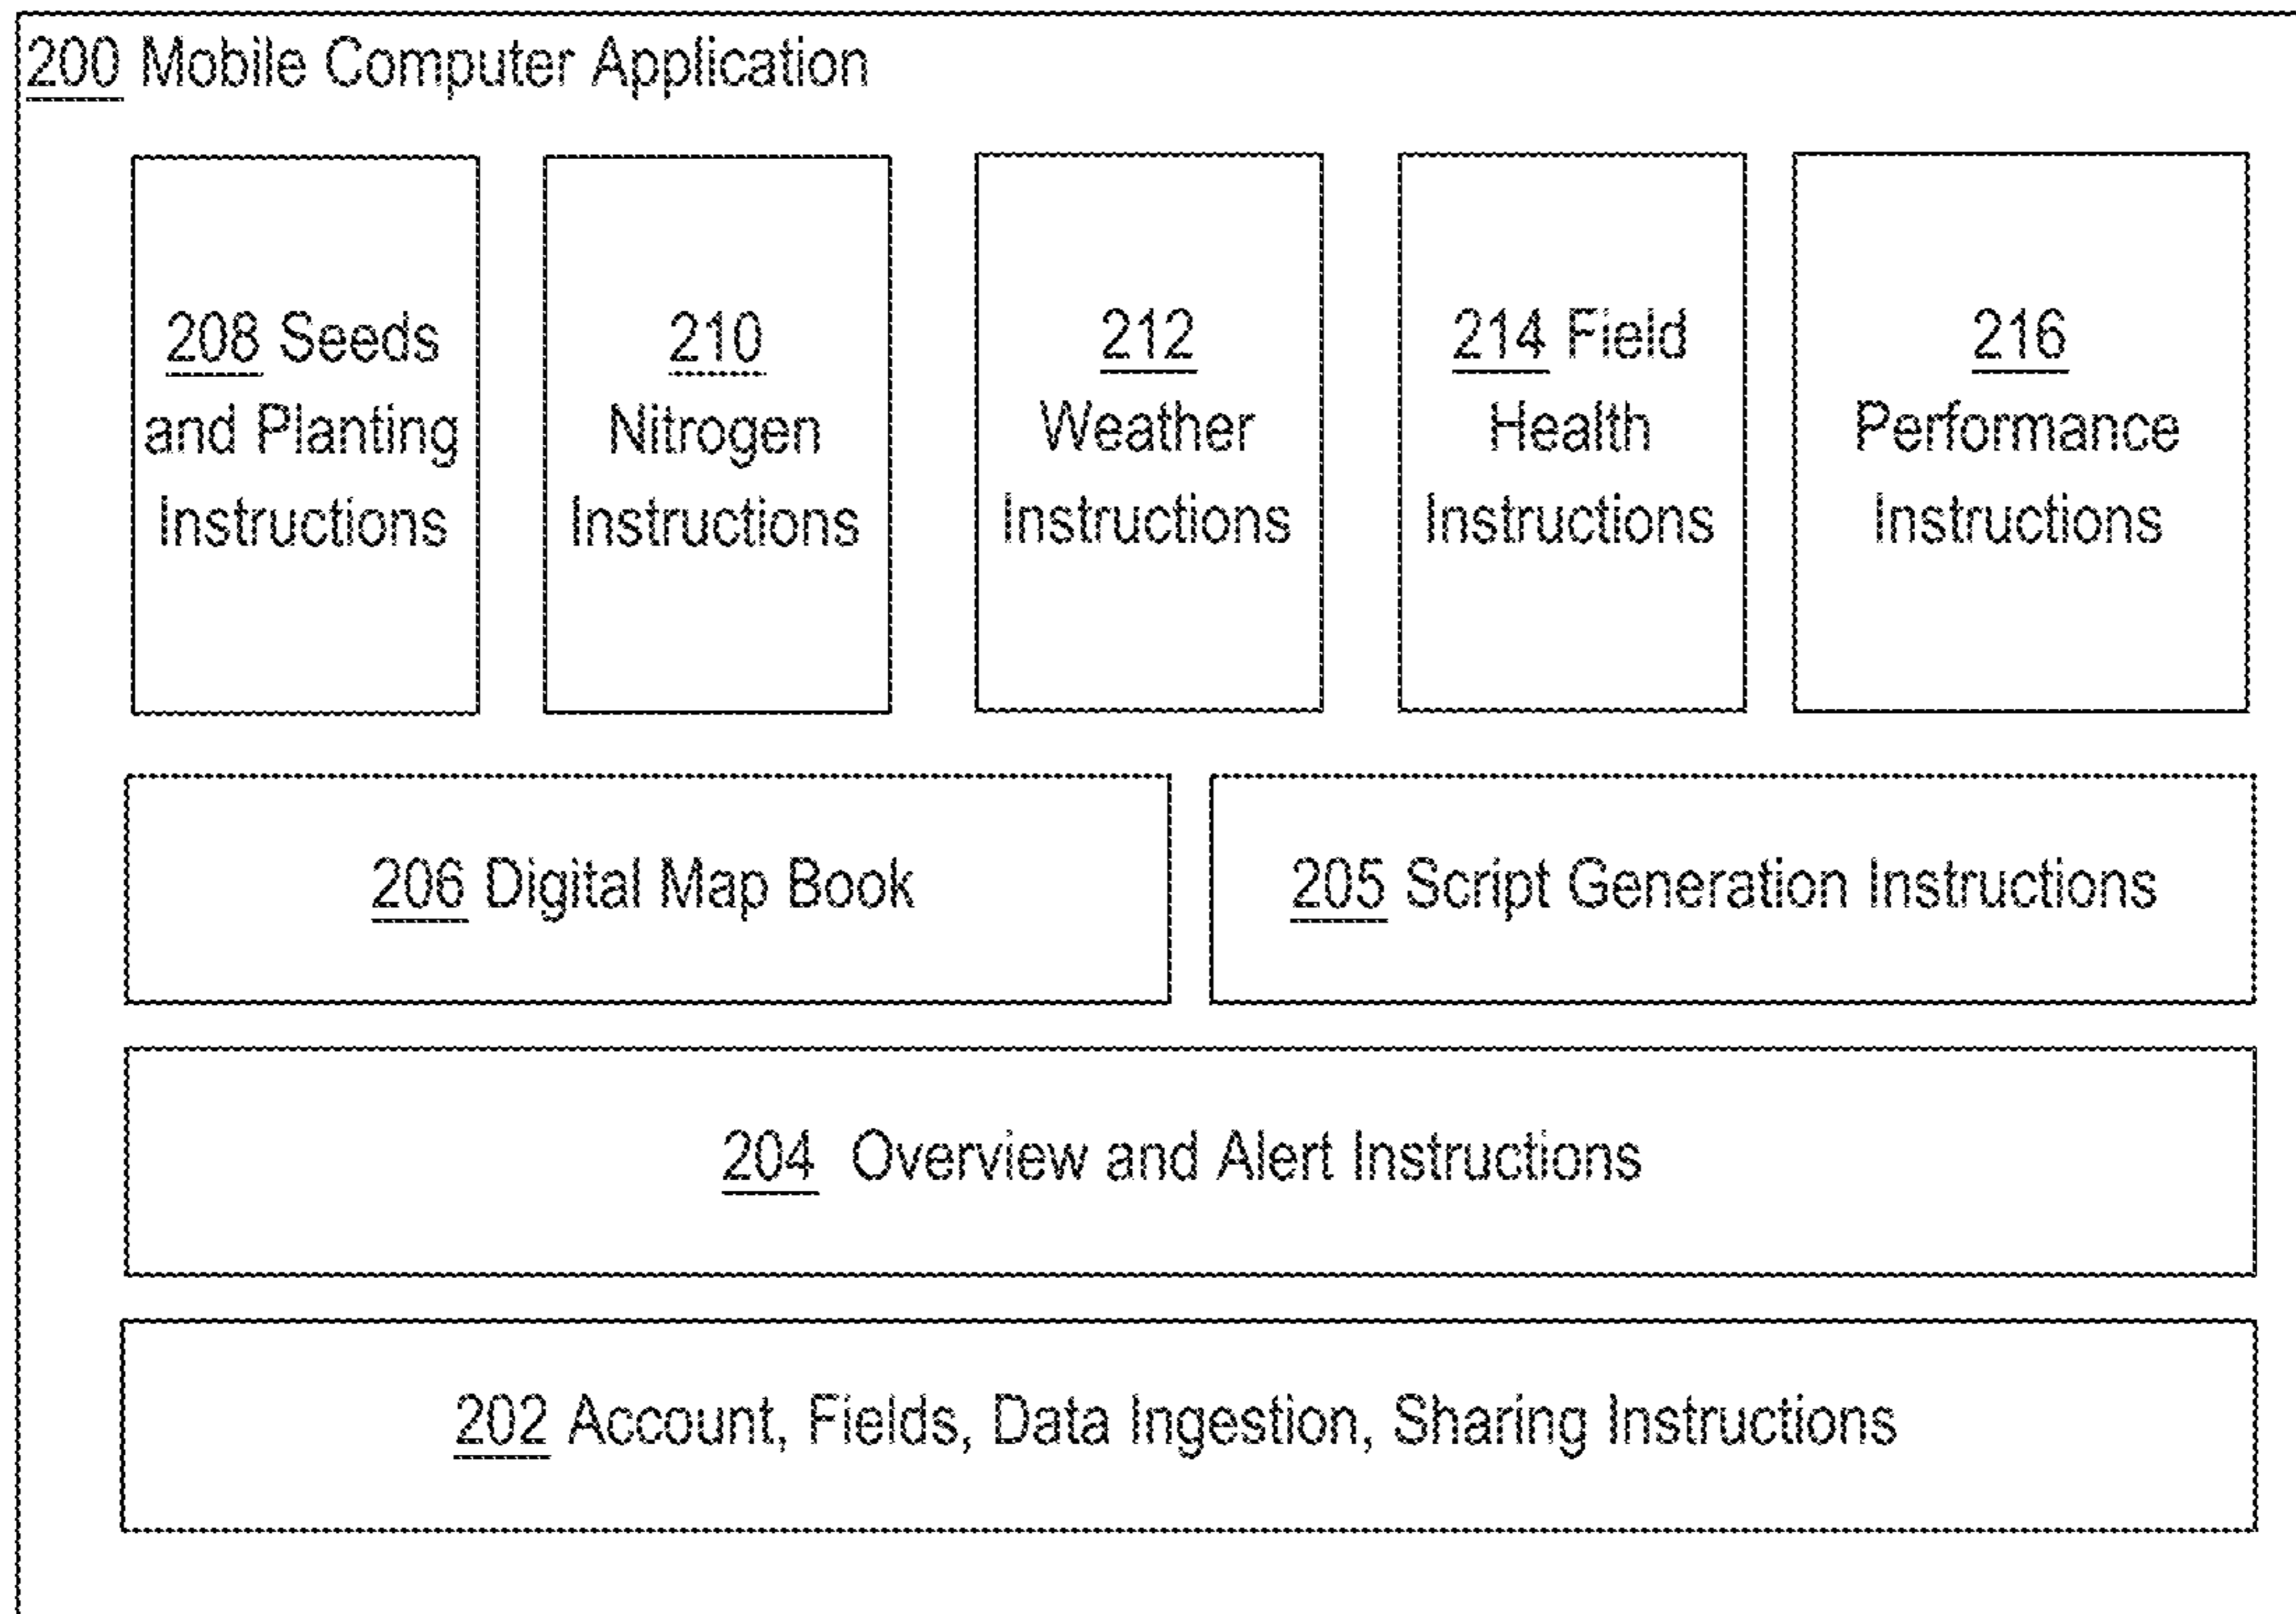 200 Mobile Computer Application
208 Seeds
and Planting
Instructions
210
Nitrogen
Instructions
212
Weather
Instructions
214 Field
Health
Instructions
216
Performance
Instructions
206 Digital Map Book
205 Script Generation Instructions
204 Overview and Alert Instructions
202 Account, Fields, Data Ingestion, Sharing Instructions